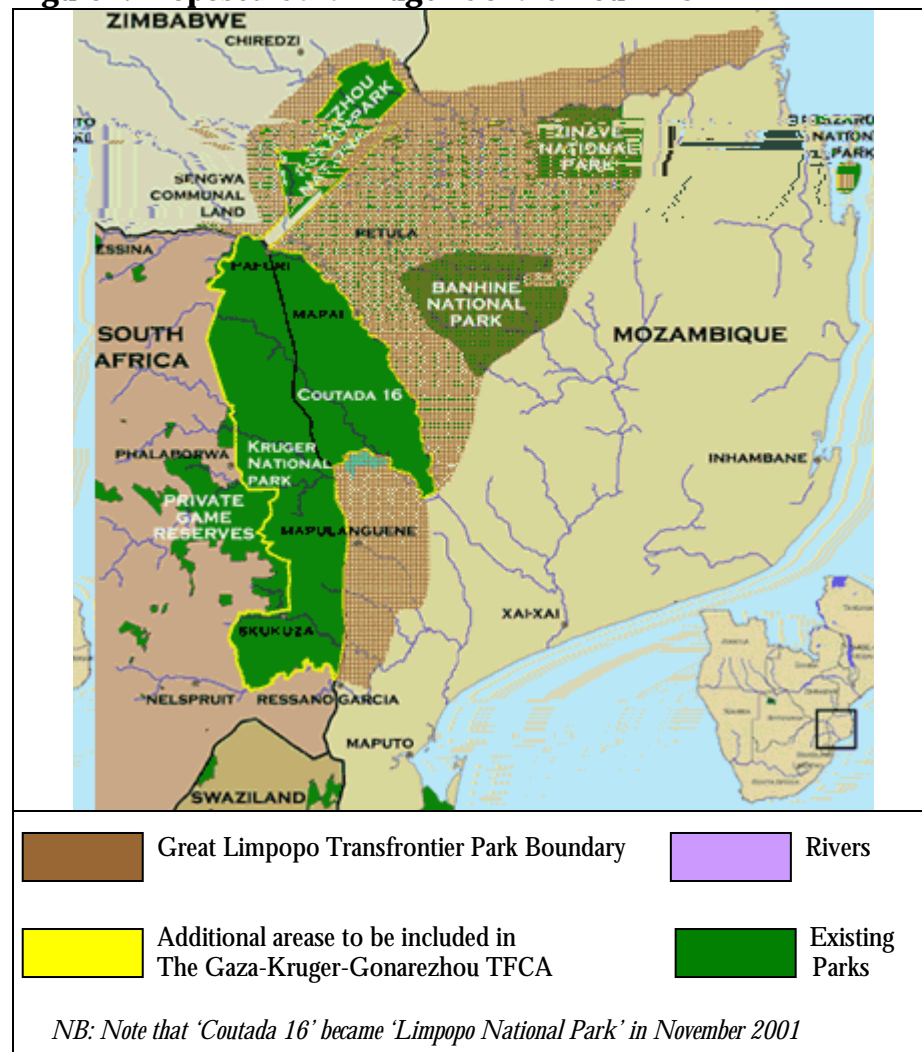 ZIMBABWE
CHIREDZI
NATIONAL
PARK
ZINAVE
NATIONAL
PARK
SENGWA
COMMUNAL
LAND
ESSINA
PAFURI
MAPAI
BANHINE
NATIONAL
PARK
SOUTH
AFRICA
MOZAMBIQUE
COUTADA 16
PHALABORWA
KRUGER
NATIONAL
PARK
INHAMBANE
PRIVATE
GAME
RESERVES
MAPULANGUENE
XAI-XAI
SKUKUZA
NELSPRUIT
RESSANO GARCIA
MAPUTO
SWAZILAND
Great Limpopo Transfrontier Park Boundary
Rivers
Additional arease to be included in
The Gaza-Kruger-Gonarezhou TFCA
Existing
Parks
NB: Note that 'Coutada 16' became 'Limpopo National Park' in November 2001